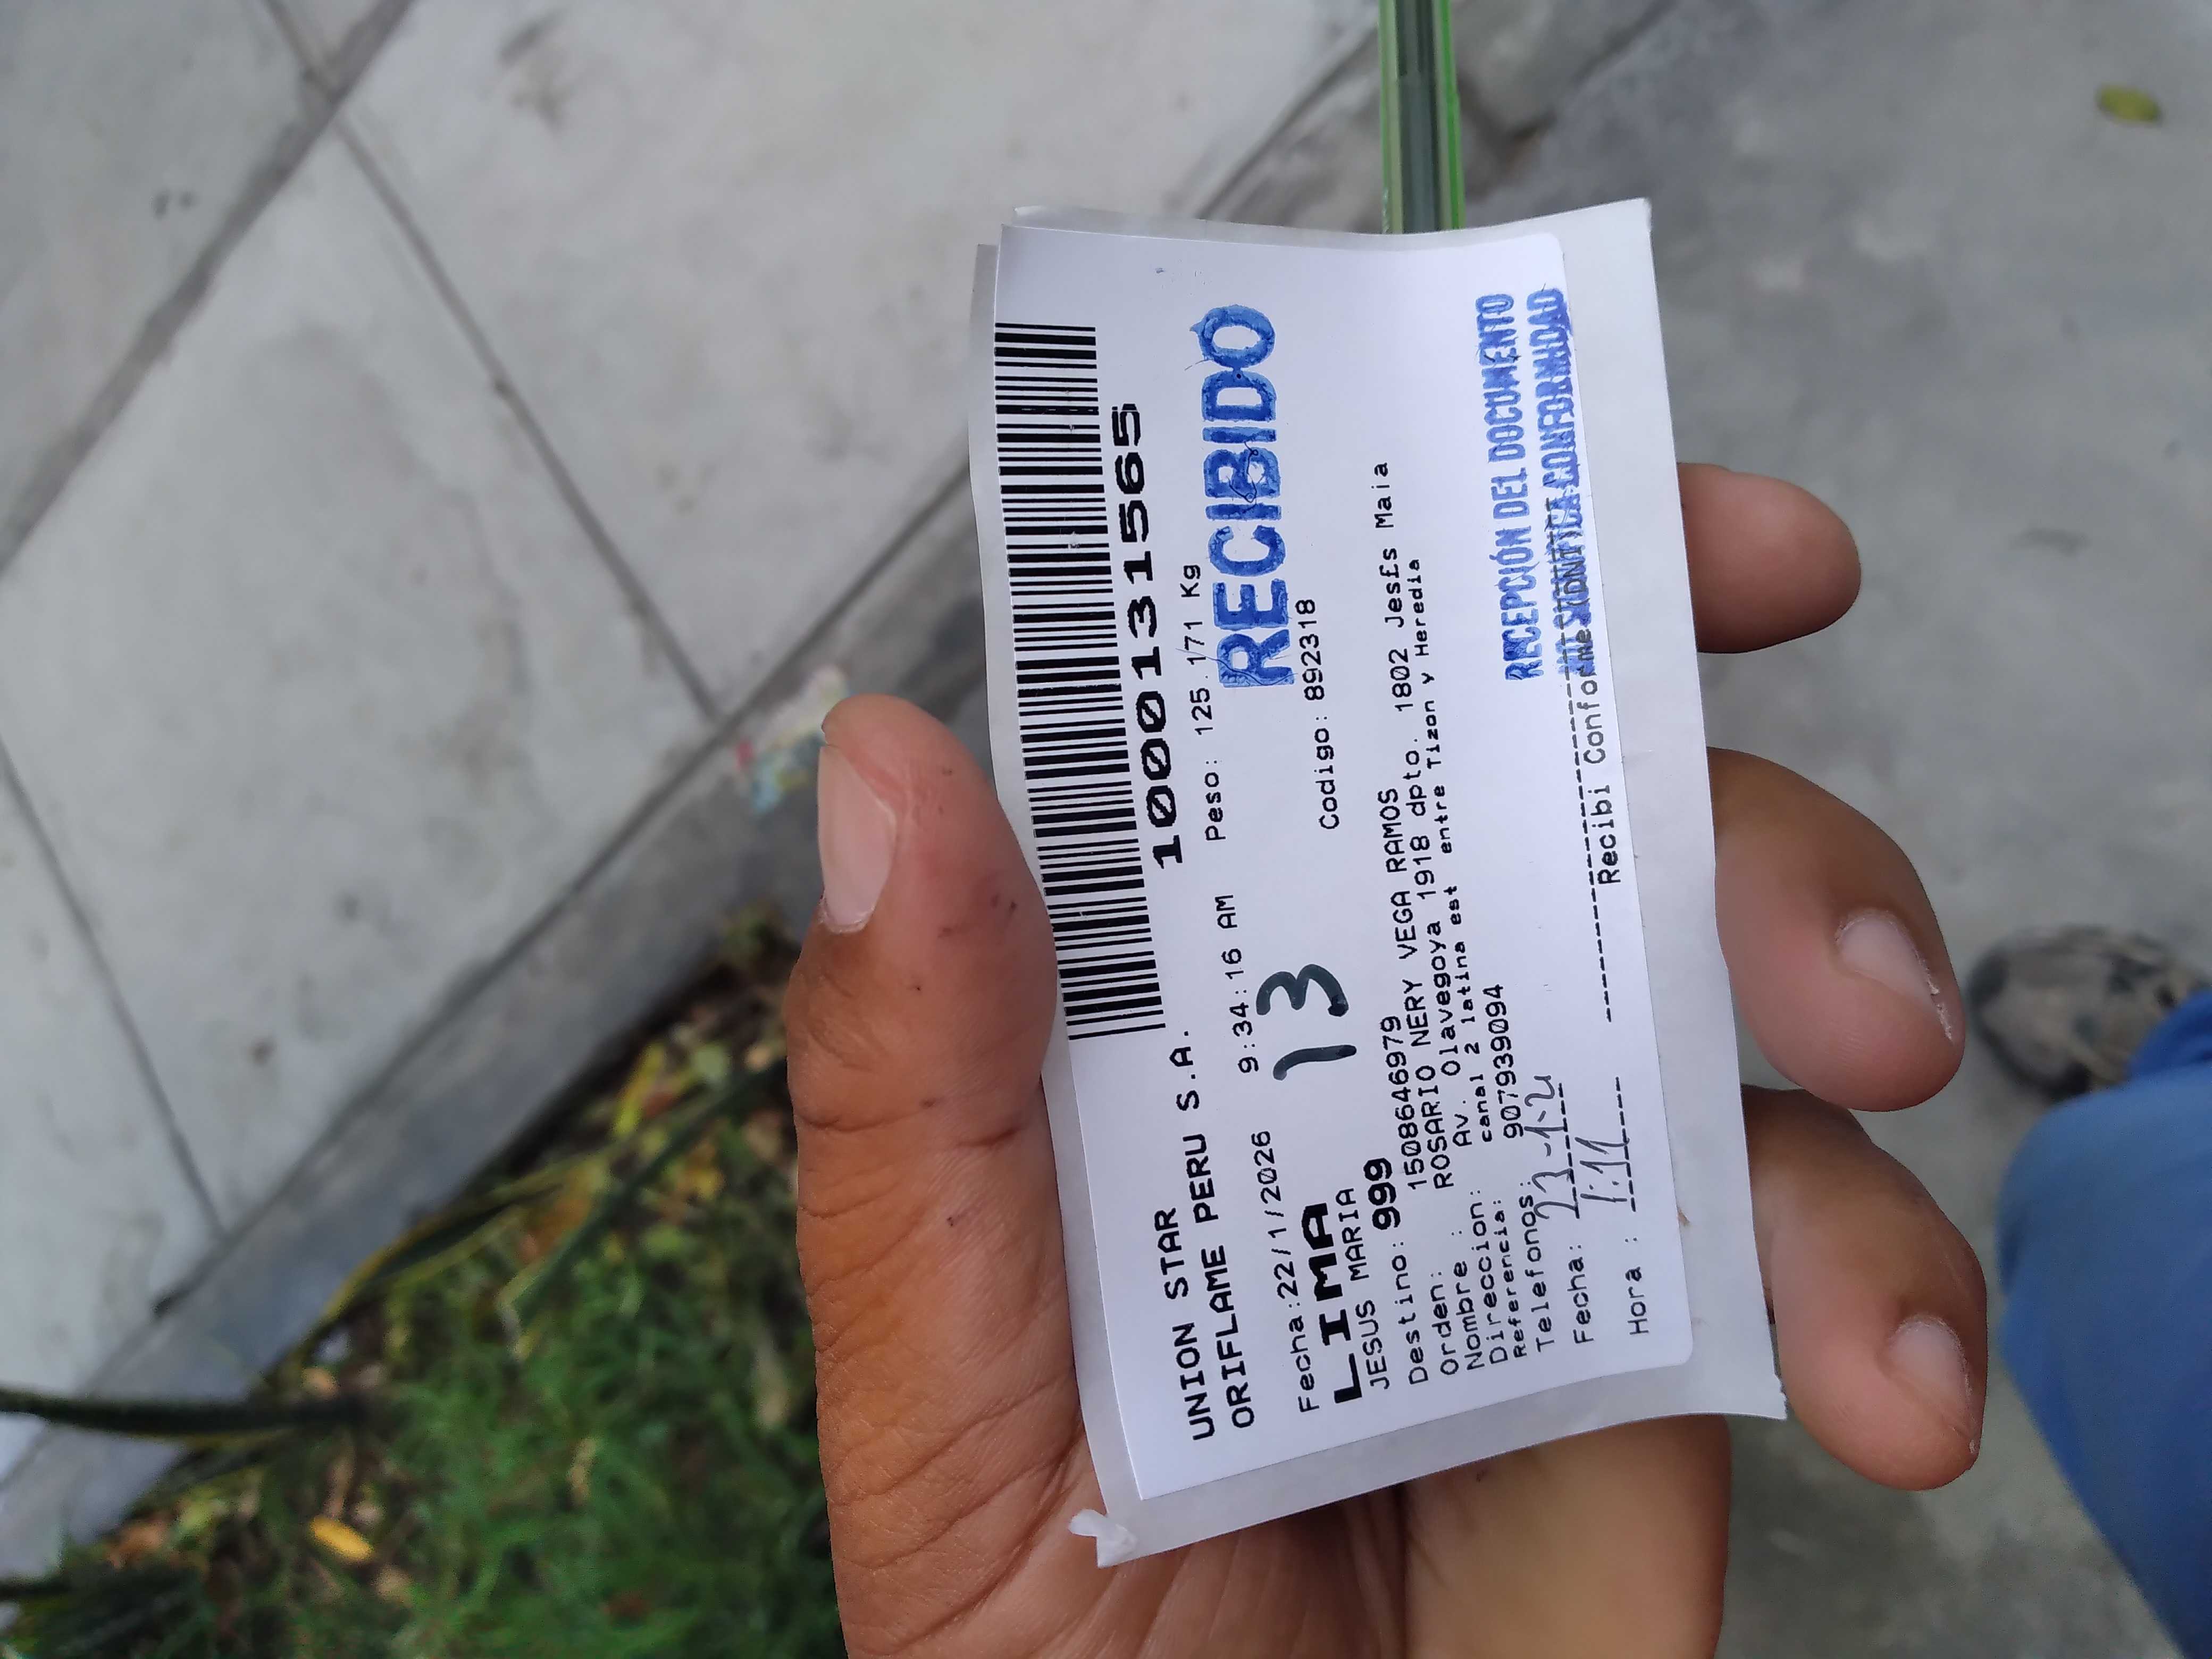 1000131565
UNION STAR
ORIFLAME PERU S.A.
Fecha:22/1/2026 9:34:16 AM Peso: 125.171 Kg
RECIBIDO
LIMA 13
JESUS MARIA Codigo: 892318
Destino: 999
Orden: 1508646979
Nombre : ROSARIO NERY VEGA RAMOS
Direccion: Av. Olavegoya 1918 dpto. 1802 Jes£s Maia
Referencia: canal 2 latina est entre Tizon y Heredia
Telefonos: 907939094
RECEPCIÓN DEL DOCUMENTO
NO SIGNIFICA CONFORMIDAD
Fecha:
Hora : 1:11
Recibi Conforme